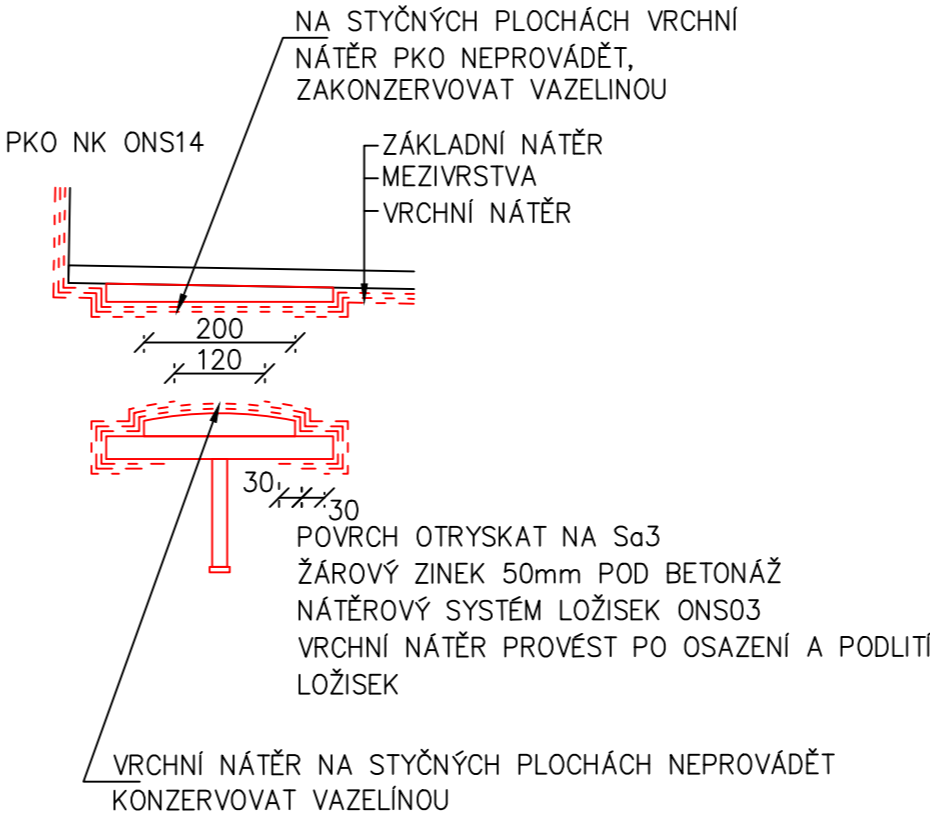 NA STYČNÝCH PLOCHÁCH VRCHNÍ
NÁTĚR PKO NEPROVÁDĚT,
ZAKONZERVOVAT VAZELINOU
PKO NK ONS14
ZÁKLADNÍ NÁTĚR
MEZIVRSTVA
VRCHNÍ NÁTĚR
200
120
30
30
POVRCH OTRYSKAT NA Sa3
ŽÁROVÝ ZINEK 50mm POD BETONÁŽ
NÁTĚROVÝ SYSTÉM LOŽISEK ONS03
VRCHNÍ NÁTĚR PROVÉST PO OSAZENÍ A PODLITÍ
LOŽISEK
VRCHNÍ NÁTĚR NA STYČNÝCH PLOCHÁCH NEPROVÁDĚT
KONZERVOVAT VAZELÍNOU